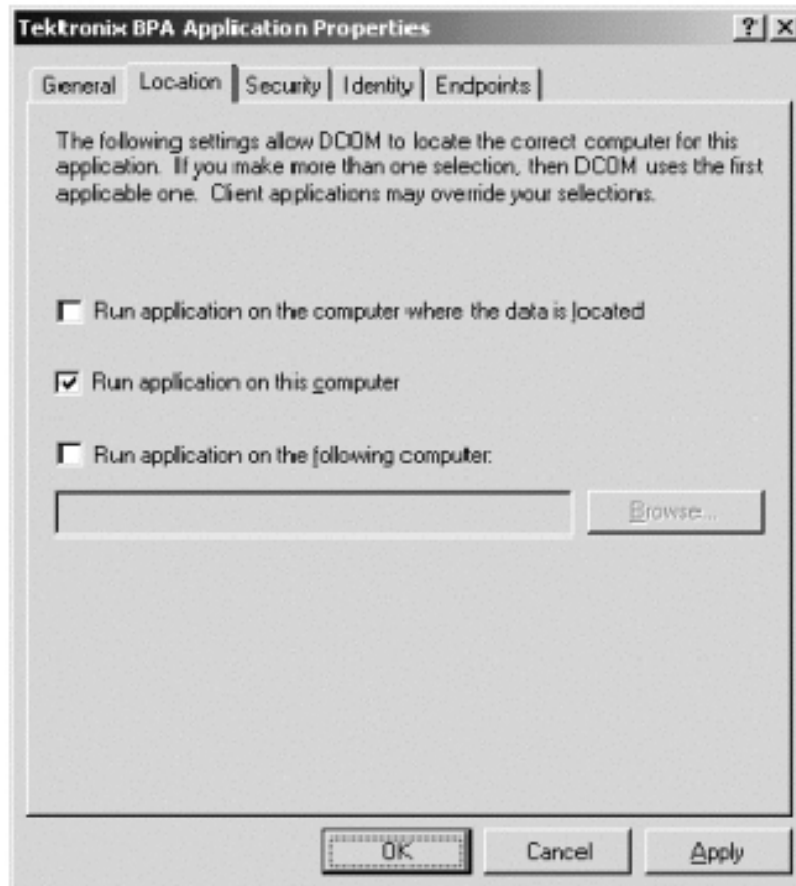 Tektronix BPA Application Properties
General Location Security Identity Endpoints
The following settings allow DCOM to locate the correct computer for this
application. If you make more than one selection, then DCOM uses the first
applicable one. Client applications may override your selections.
Run application on the computer where the data is located
Run application on this computer
Run application on the following computer:
Browse...
OK Cancel Apply